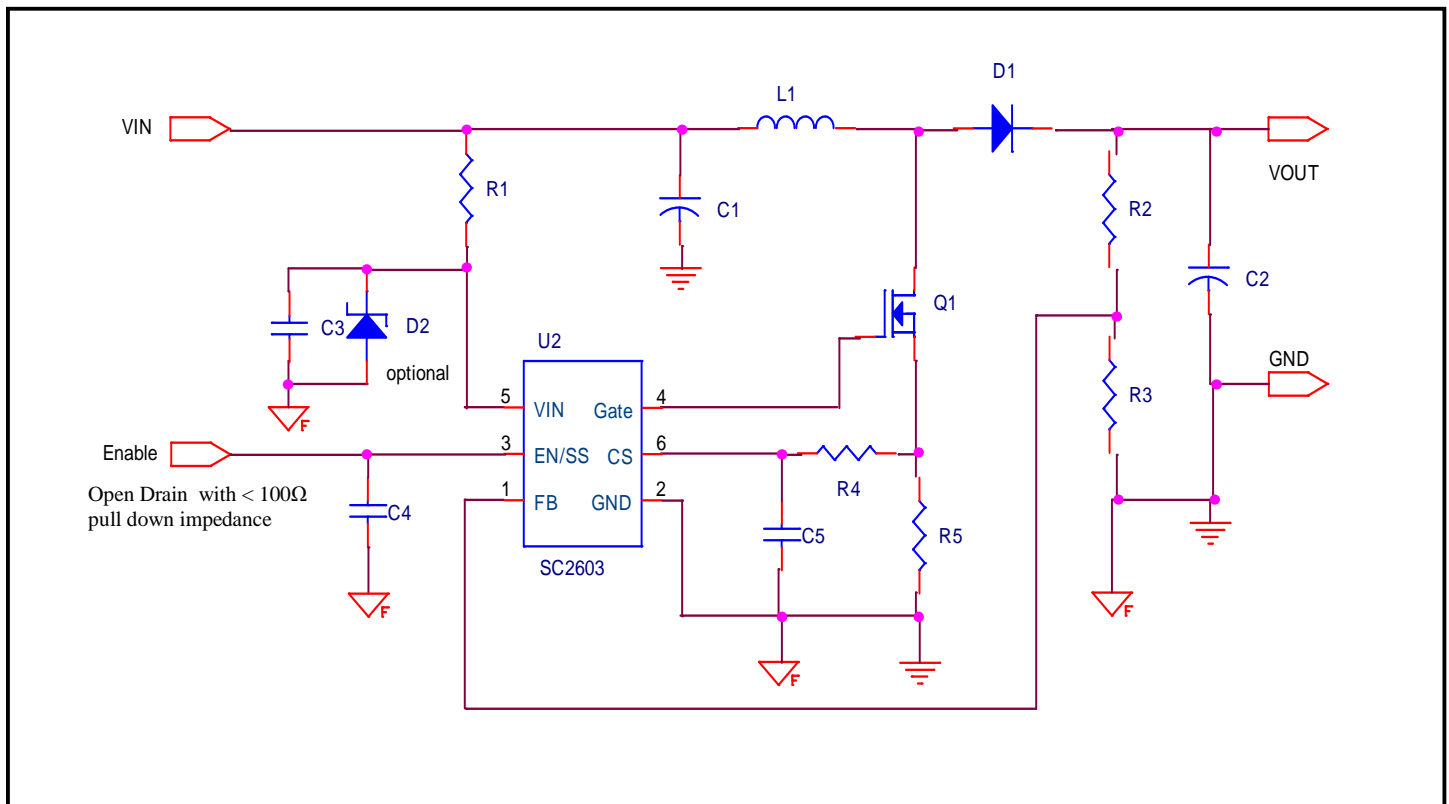 D1
L1
VIN
VOUT
R1
C1
R2
C2
Q1
C3
D2
U2
optional
GND
R3
5
VIN
Gate
4
F
Enable
3
EN/SS
CS
6
Open Drain with < 100Ω
pull down impedance
R4
1
FB
GND
2
C4
C5
R5
SC2603
F
F
F